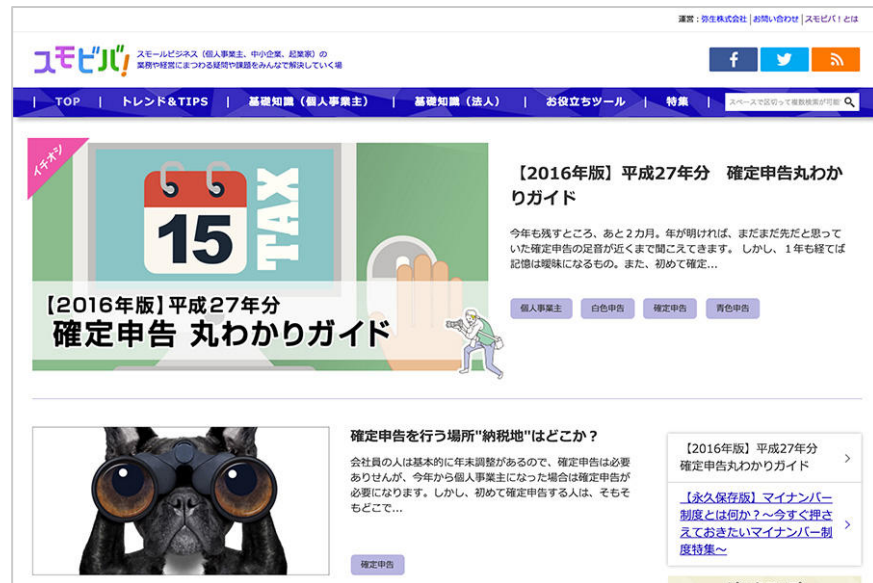 運営：弥生株式会社 | お問い合わせ | スモビバ！とは
スモビバ!
スモールビジネス（個人事業主、中小企業、起業家）の
業務や経営にまつわる疑問や課題をみんなで解決していく場
| TOP | トレンド&TIPS | 基礎知識（個人事業主） | 基礎知識（法人） | お役立ちツール | 特集 | スペースで区切って複数検索が可能
イチオシ
15
TAX
【2016年版】平成27年分
確定申告 丸わかりガイド
【2016年版】平成27年分　確定申告丸わか
りガイド
今年も残すところ、あと２カ月。年が明ければ、まだまだ先だと思って
いた確定申告の足音が近くまで聞こえてきます。 しかし、１年も経てば
記憶は曖昧になるもの。また、初めて確定...
個人事業主 白色申告 確定申告 青色申告
確定申告を行う場所"納税地"はどこか？
会社員の人は基本的に年末調整があるので、確定申告は必要
ありせんが、今年から個人事業主になった場合は確定申告が
必要になります。しかし、初めて確定申告する人は、そもそ
もどこで...
確定申告
【2016年版】平成27年分
確定申告丸わかりガイド
【永久保存版】マイナンバー
制度とは何か？～今すぐ押さ
えておきたいマイナンバー制
度特集～